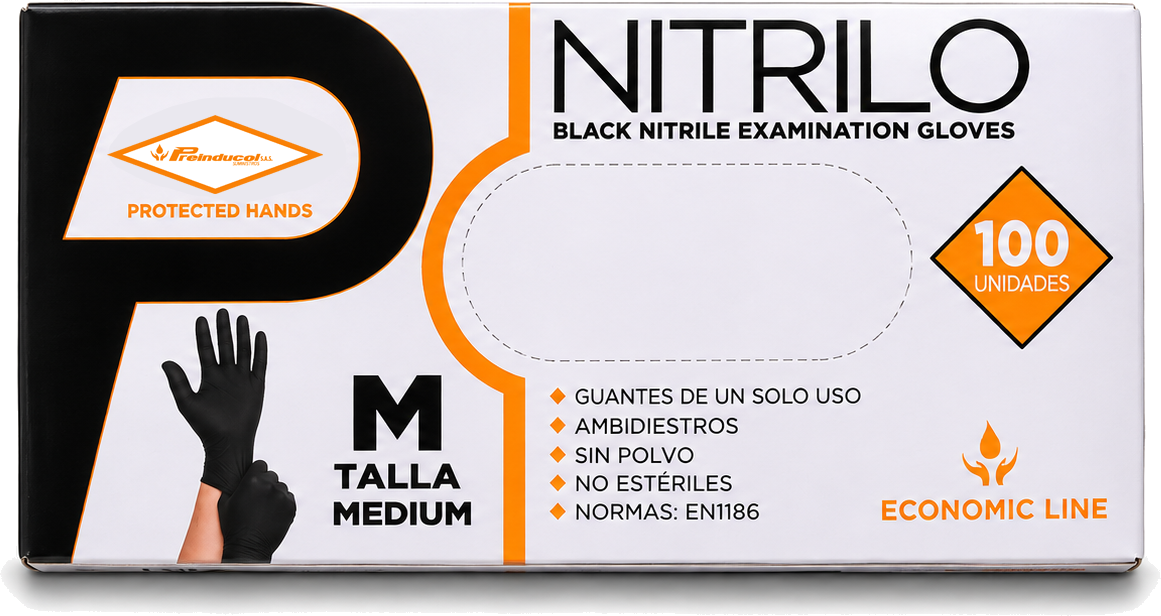 NITRILO
BLACK NITRILE EXAMINATION GLOVES
Preinducol S.A.S.
PROTECTED HANDS
100
UNIDADES
M
TALLA
MEDIUM
GUANTES DE UN SOLO USO
AMBIDIESTROS
SIN POLVO
NO ESTÉRILES
NORMAS: EN1186
ECONOMIC LINE